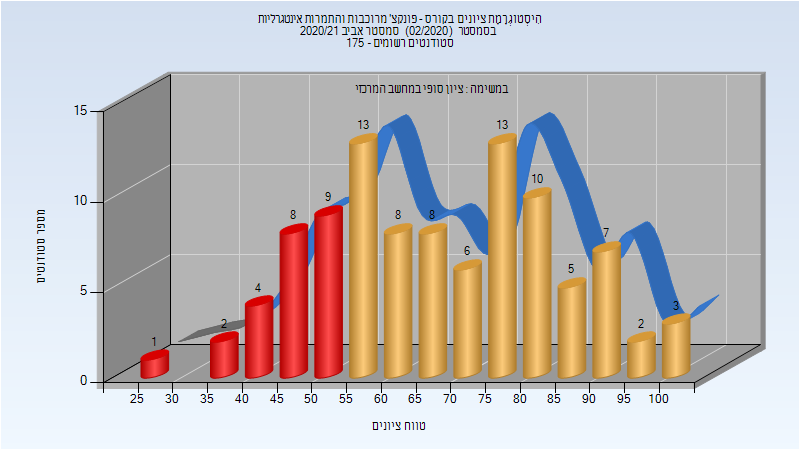 היסטוגרמת ציונים בקורס - פונקצ' מרוכבות והתמרות אינטגרליות
בסמסטר (02/2020) סמסטר אביב 2020/21
סטודנטים רשומים - 175
במשימה : ציון סופי במחשב המרכזי
מספר סטודנטים
15
10
5
0
1
2
4
8
9
13
8
8
6
13
10
5
7
2
3
25 30 35 40 45 50 55 60 65 70 75 80 85 90 95 100
טווח ציונים